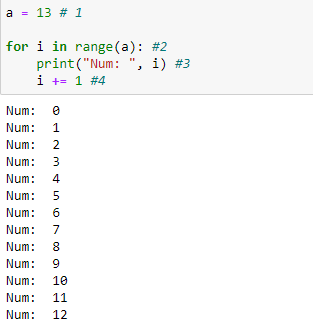 a = 13 # 1
for i in range(a): #2
    print("Num: ", i) #3
    i += 1 #4
Num:  0
Num:  1
Num:  2
Num:  3
Num:  4
Num:  5
Num:  6
Num:  7
Num:  8
Num:  9
Num:  10
Num:  11
Num:  12